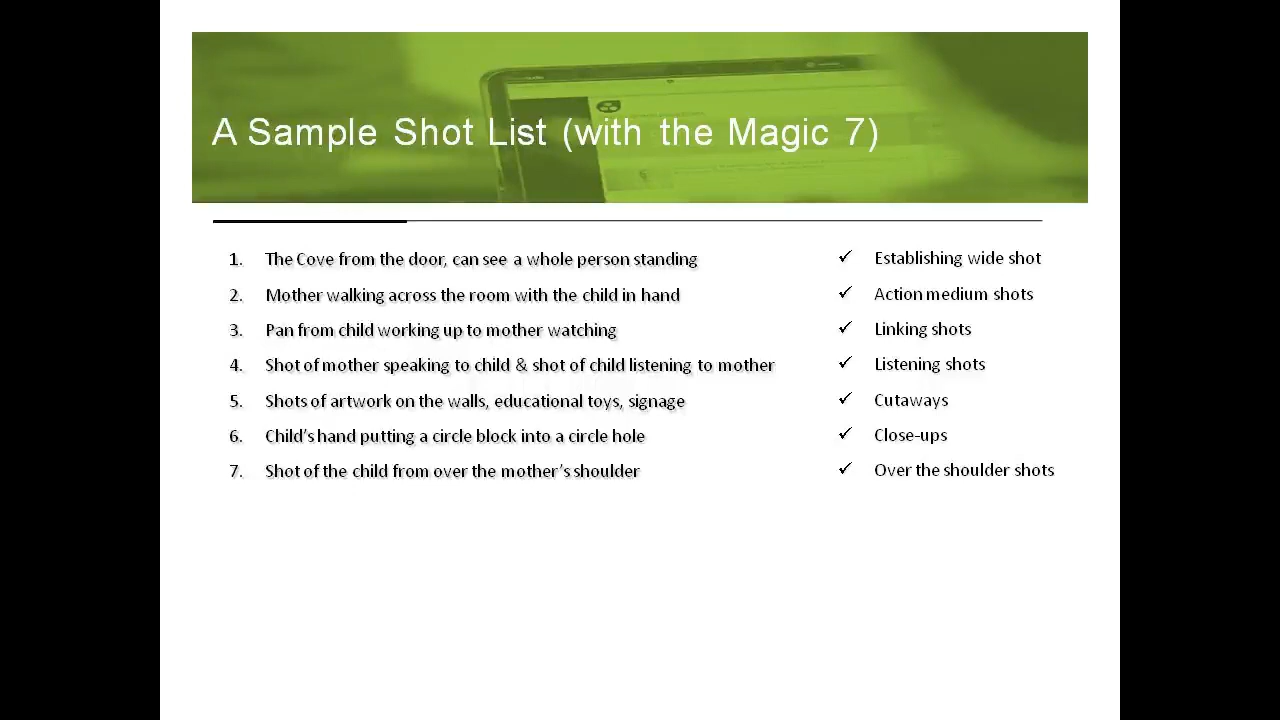 A Sample Shot List (with the Magic 7)
1. The Cove from the door, can see a whole person standing
✓ Establishing wide shot
2. Mother walking across the room with the child in hand
✓ Action medium shots
3. Pan from child working up to mother watching
✓ Linking shots
4. Shot of mother speaking to child & shot of child listening to mother
✓ Listening shots
5. Shots of artwork on the walls, educational toys, signage
✓ Cutaways
6. Child's hand putting a circle block into a circle hole
✓ Close-ups
7. Shot of the child from over the mother's shoulder
✓ Over the shoulder shots